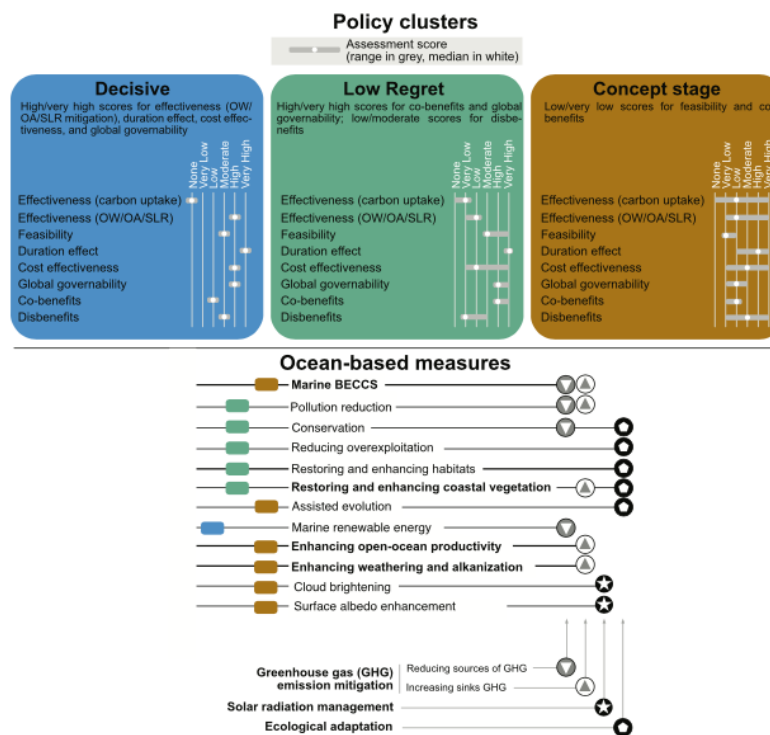 Policy clusters
Assessment score
(range in grey, median in white)
Decisive
High/very high scores for effectiveness (OW/
OA/SLR mitigation), duration effect, cost effec-
tiveness, and global governability
None
Very Low
Low
Moderate
High
Very High
Effectiveness (carbon uptake)
Effectiveness (OW/OA/SLR)
Feasibility
Duration effect
Cost effectiveness
Global governability
Co-benefits
Disbenefits
Low Regret
High/very high scores for co-benefits and global
governability; low/moderate scores for disbe-
nefits
None
Very Low
Low
Moderate
High
Very High
Effectiveness (carbon uptake)
Effectiveness (OW/OA/SLR)
Feasibility
Duration effect
Cost effectiveness
Global governability
Co-benefits
Disbenefits
Concept stage
Low/very low scores for feasibility and co
benefits
None
Very Low
Low
Moderate
High
Very High
Effectiveness (carbon uptake)
Effectiveness (OW/OA/SLR)
Feasibility
Duration effect
Cost effectiveness
Global governability
Co-benefits
Disbenefits
Ocean-based measures
Marine BECCS
Pollution reduction
Conservation
Reducing overexploitation
Restoring and enhancing habitats
Restoring and enhancing coastal vegetation
Assisted evolution
Marine renewable energy
Enhancing open-ocean productivity
Enhancing weathering and alkanization
Cloud brightening
Surface albedo enhancement
Greenhouse gas (GHG)
emission mitigation
Reducing sources of GHG
Increasing sinks GHG
Solar radiation management
Ecological adaptation